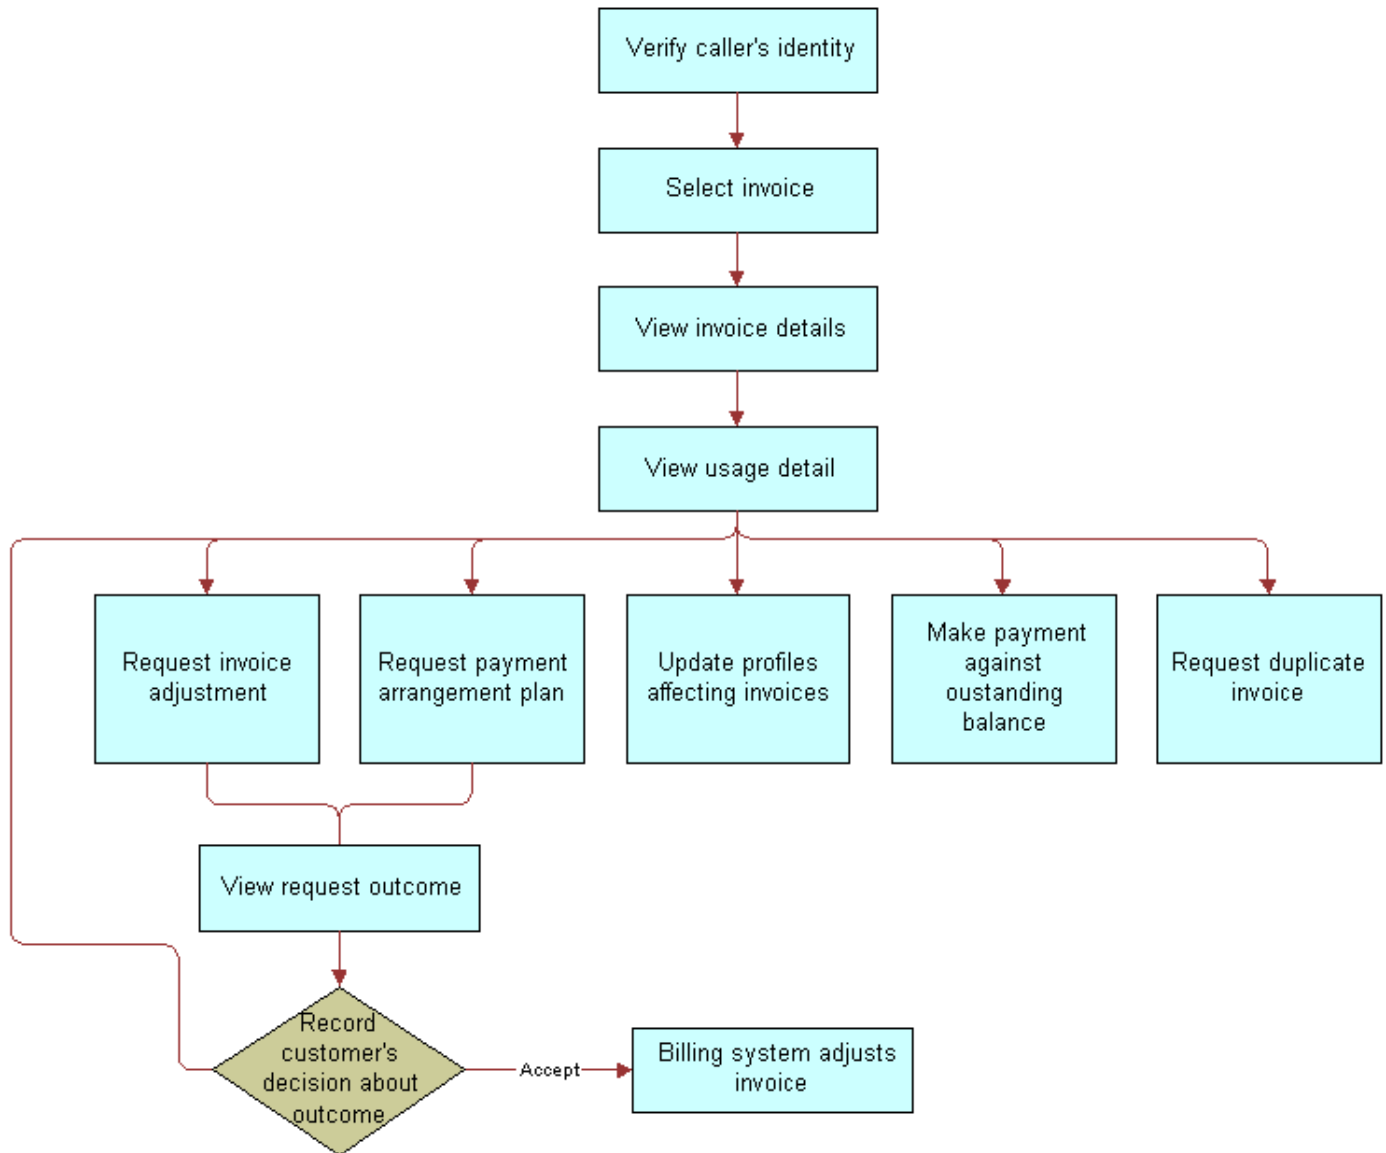 Verify caller's identity
Select invoice
View invoice details
View usage detail
Request invoice
adjustment
Request payment
arrangement plan
Update profiles
affecting invoices
Make payment
against
oustanding
balance
Request duplicate
invoice
View request outcome
Record
customer's
decision about
outcome
Accept
Billing system adjusts
invoice